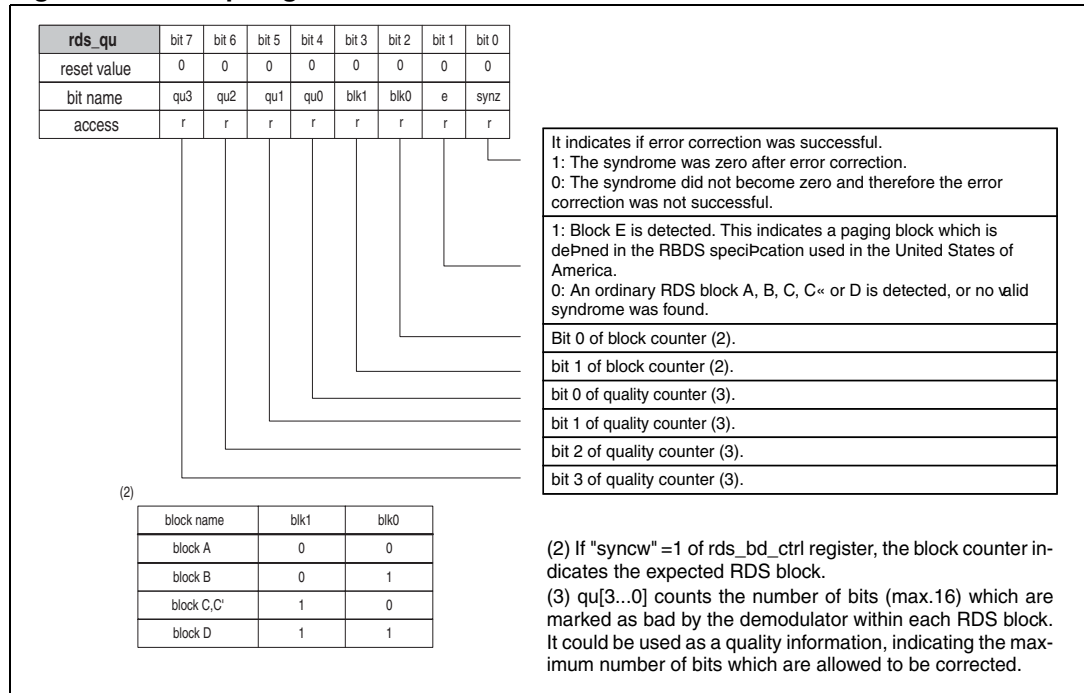 rds_qu bit 7 bit 6 bit 5 bit 4 bit 3 bit 2 bit 1 bit 0
reset value 0 0 0 0 0 0 0 0
bit name qu3 qu2 qu1 qu0 blk1 blk0 e synz
access r r r r r r r r
It indicates if error correction was successful.
1: The syndrome was zero after error correction.
0: The syndrome did not become zero and therefore the error
correction was not successful.
1: Block E is detected. This indicates a paging block which is
deÞned in the RBDS speciÞcation used in the United States of
America.
0: An ordinary RDS block A, B, C, C« or D is detected, or no valid
syndrome was found.
Bit 0 of block counter (2).
bit 1 of block counter (2).
bit 0 of quality counter (3).
bit 1 of quality counter (3).
bit 2 of quality counter (3).
bit 3 of quality counter (3).
(2)
block name blk1 blk0
block A 0 0
block B 0 1
block C,C' 1 0
block D 1 1
(2) If "syncw" =1 of rds_bd_ctrl register, the block counter in-
dicates the expected RDS block.
(3) qu[3...0] counts the number of bits (max.16) which are
marked as bad by the demodulator within each RDS block.
It could be used as a quality information, indicating the max-
imum number of bits which are allowed to be corrected.